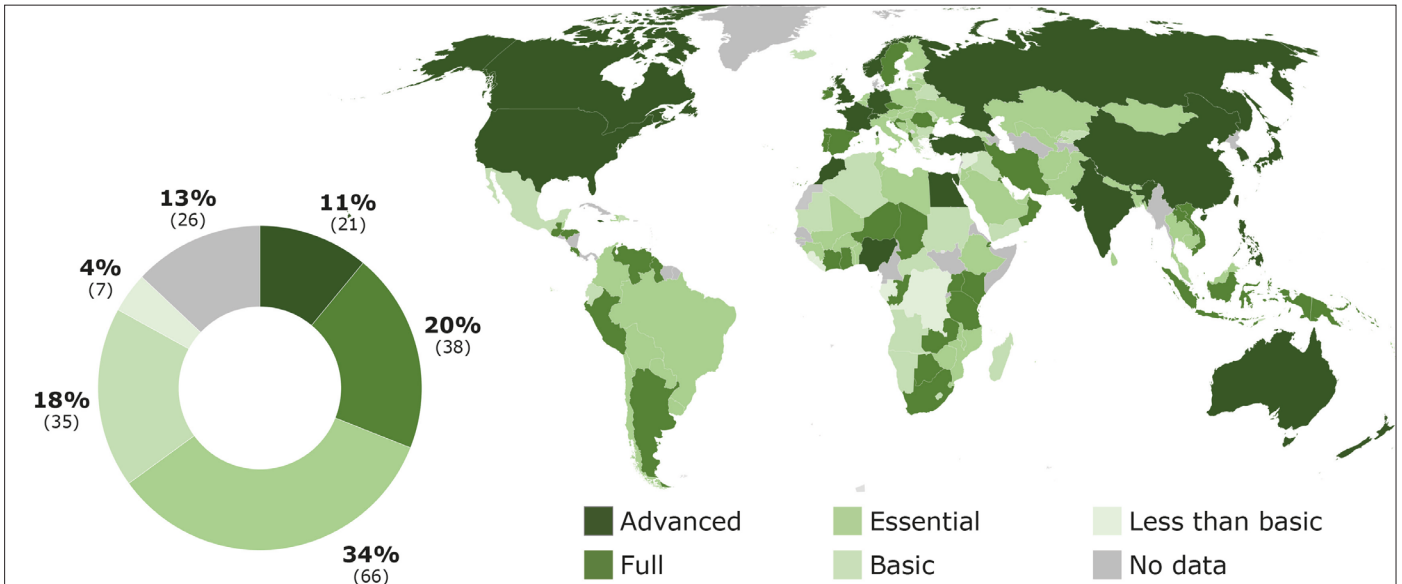 13%
(26)
11%
(21)
4%
(7)
20%
(38)
18%
(35)
34%
(66)
Advanced
Essential
Less than basic
Full
Basic
No data